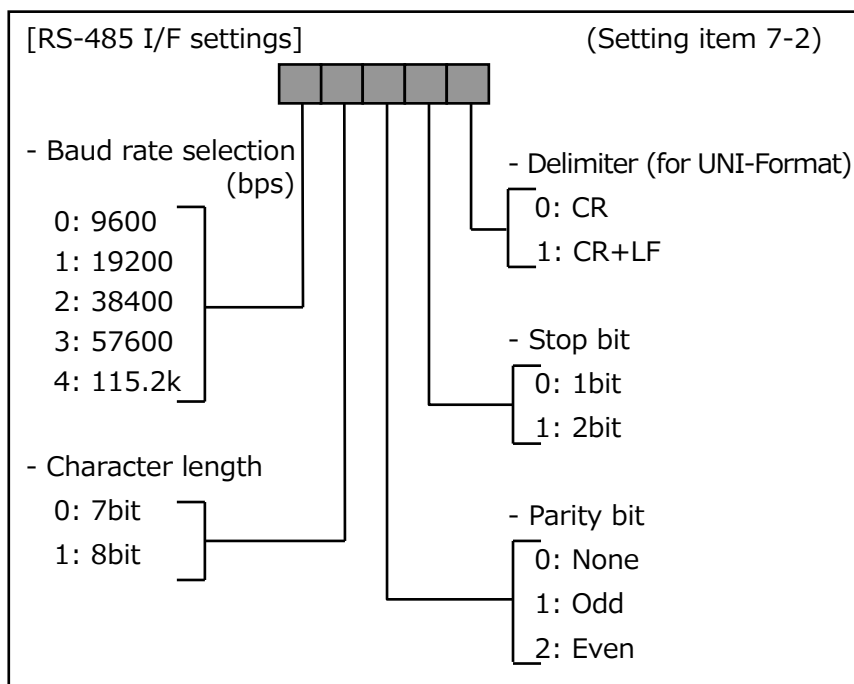 [RS-485 I/F settings] (Setting item 7-2)
- Baud rate selection
(bps)
0: 9600
1: 19200
2: 38400
3: 57600
4: 115.2k
- Character length
0: 7bit
1: 8bit
- Delimiter (for UNI-Format)
0: CR
1: CR+LF
- Stop bit
0: 1bit
1: 2bit
- Parity bit
0: None
1: Odd
2: Even